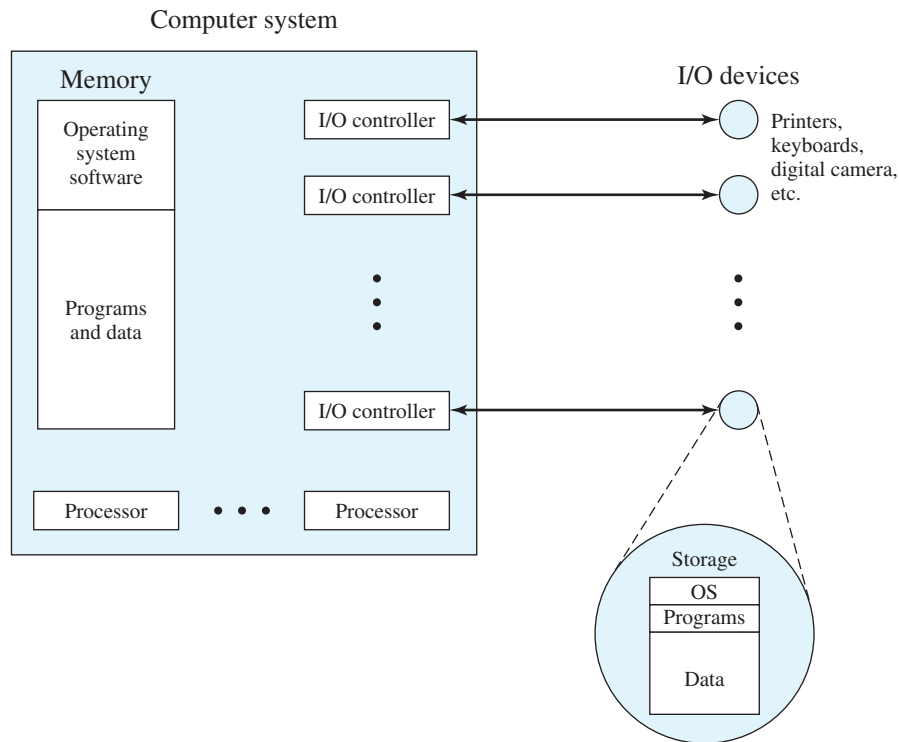 Computer system
Memory
Operating
system
software
Programs
and data
I/O controller
I/O controller
I/O controller
Processor
Processor
I/O devices
Printers,
keyboards,
digital camera,
etc.
Storage
OS
Programs
Data